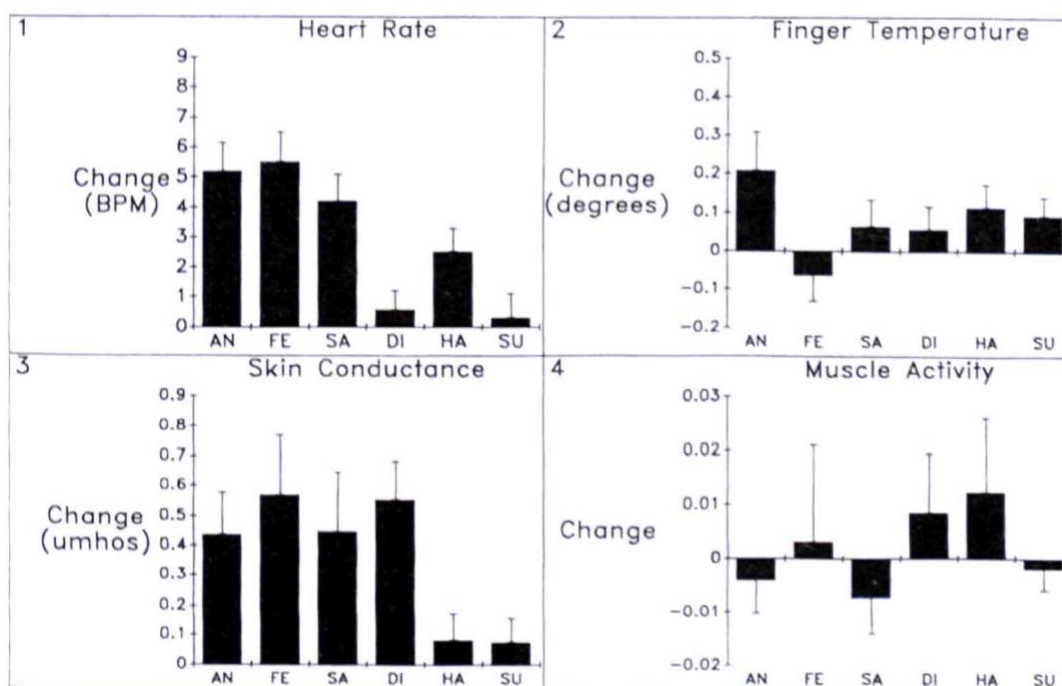 1
Heart Rate
9
8
7
6
5
4
3
2
1
0
Change
(BPM)
AN FE SA DI HA SU
2
Finger Temperature
0.5
0.4
0.3
0.2
0.1
0
-0.1
-0.2
Change
(degrees)
AN FE SA DI HA SU
3
Skin Conductance
0.9
0.8
0.7
0.6
0.5
0.4
0.3
0.2
0.1
0
Change
(umhos)
AN FE SA DI HA SU
4
Muscle Activity
0.03
0.02
0.01
0
-0.01
-0.02
Change
AN FE SA DI HA SU